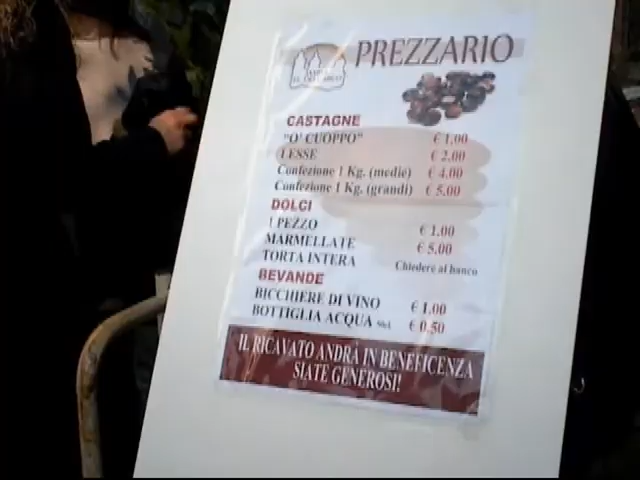 PREZZARIO
CASTAGNE
"O' CUOPPO" € 1,00
LESSE € 2,00
Confezione 1 Kg. (medie) € 4,00
Confezione 1 Kg. (grandi) € 5,00
DOLCI
1 PEZZO € 1,00
MARMELLATE € 5,00
TORTA INTERA Chiedere al banco
BEVANDE
BICCHIERE DI VINO € 1,00
BOTTIGLIA ACQUA € 0,50
IL RICAVATO ANDRÀ IN BENEFICENZA
SIATE GENEROSI!